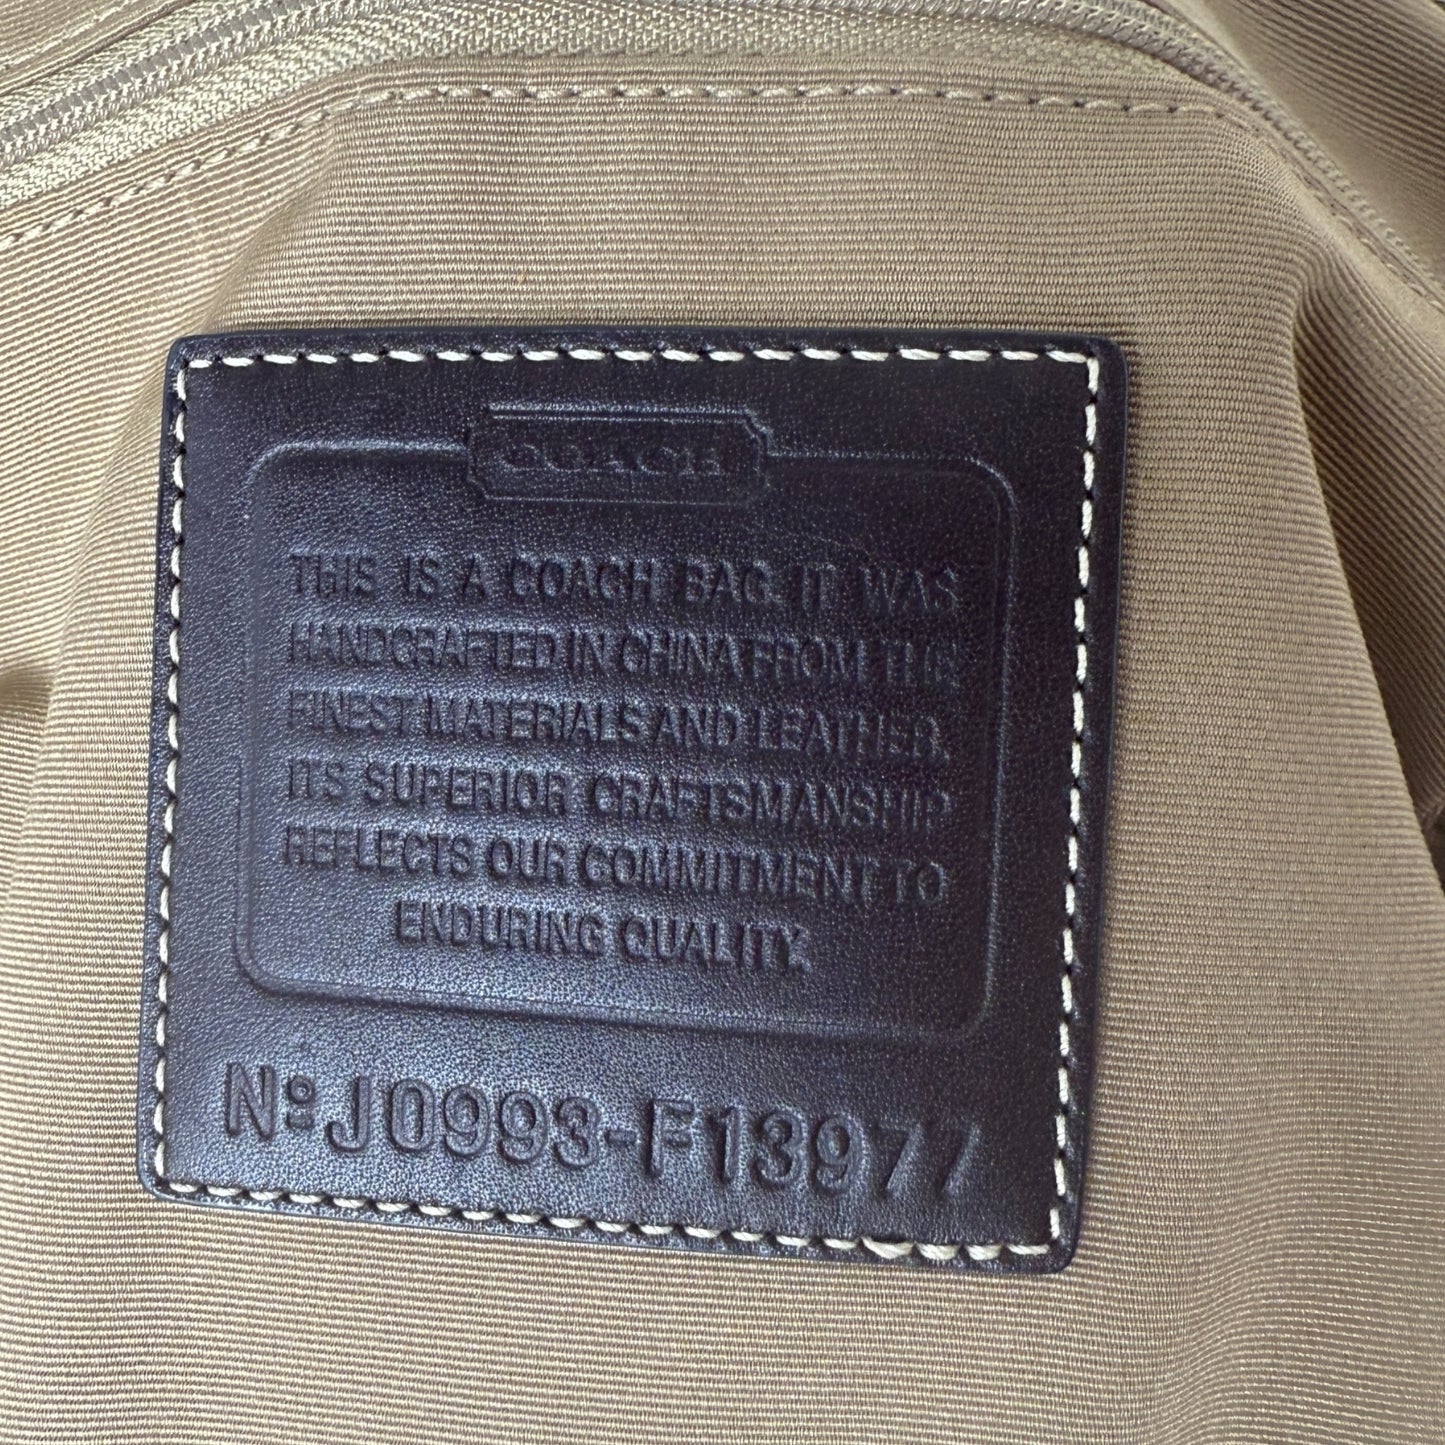 COACH
THIS IS A COACH BAG. IT WAS
HANDCRAFTED IN CHINA FROM THE
FINEST MATERIALS AND LEATHER.
ITS SUPERIOR CRAFTSMANSHIP
REFLECTS OUR COMMITMENT TO
ENDURING QUALITY.
Nº J0993-F13977